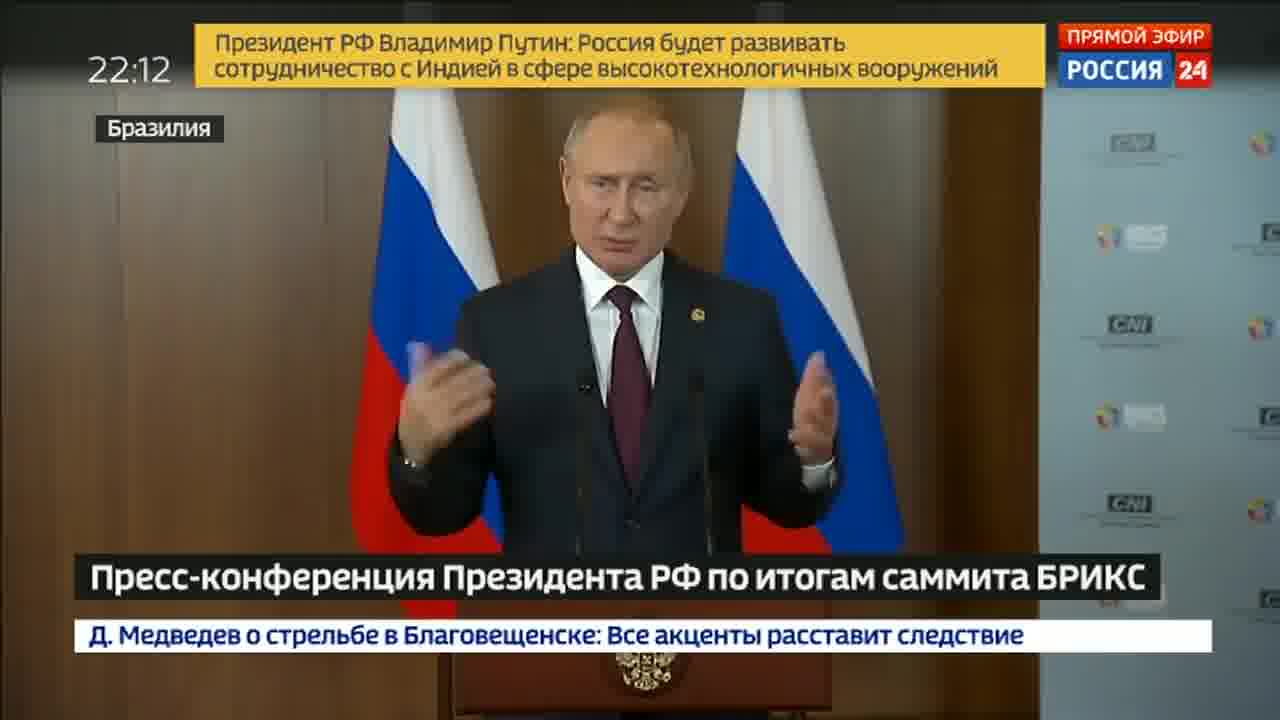 22:12
Президент РФ Владимир Путин: Россия будет развивать
сотрудничество с Индией в сфере высокотехнологичных вооружений
ПРЯМОЙ ЭФИР
РОССИЯ 24
Бразилия
CNI
CNI
CNI
Пресс-конференция Президента РФ по итогам саммита БРИКС
Д. Медведев о стрельбе в Благовещенске: Все акценты расставит следствие